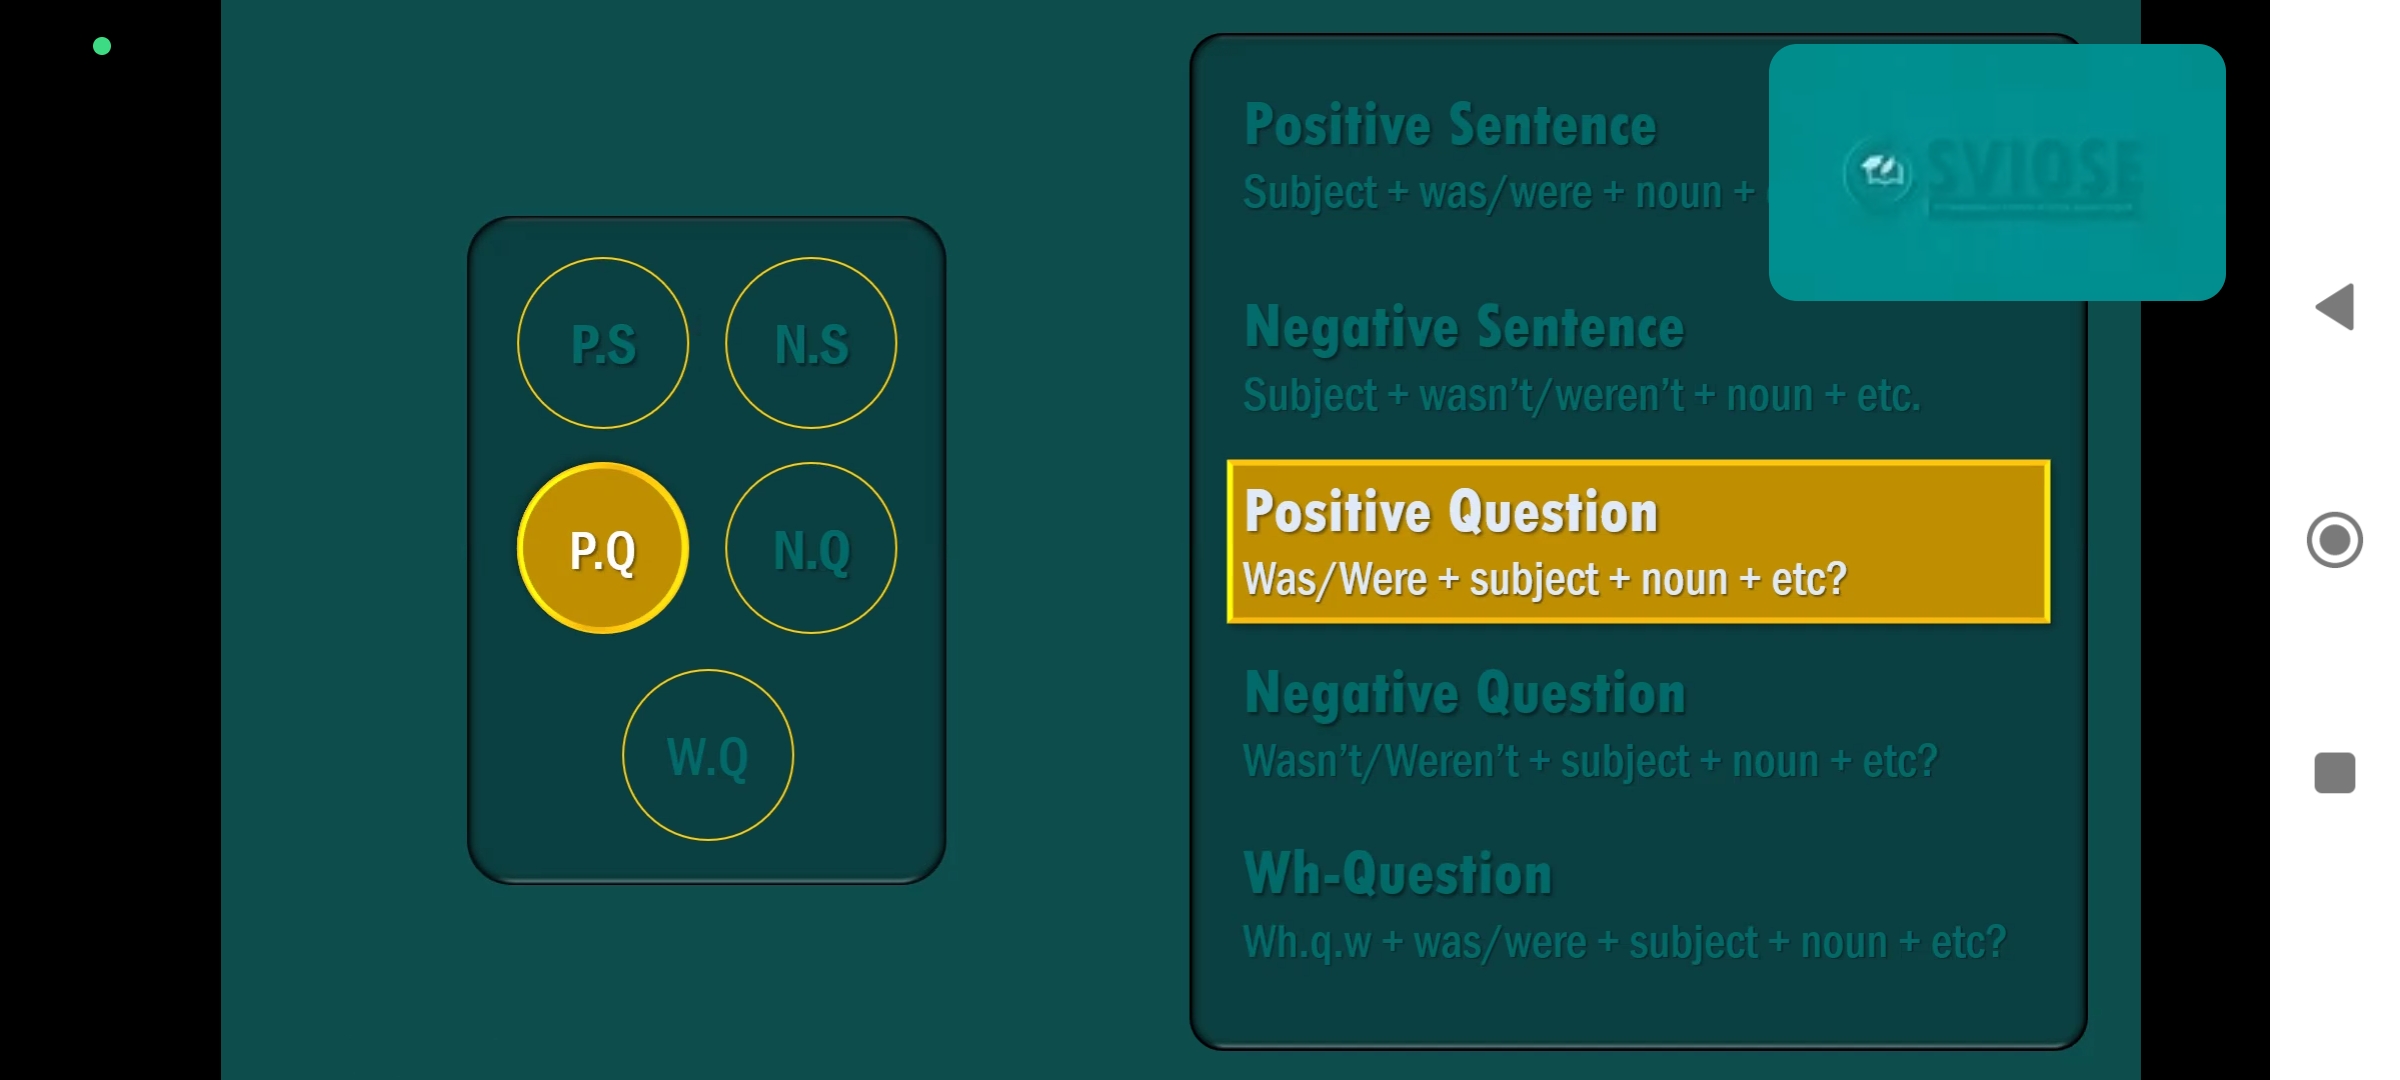 P.S
N.S
P.Q
N.Q
W.Q
Positive Sentence
Subject + was/were + noun +
Negative Sentence
Subject + wasn't/weren't + noun + etc.
Positive Question
Was/Were + subject + noun + etc?
Negative Question
Wasn't/Weren't + subject + noun + etc?
Wh-Question
Wh.q.w + was/were + subject + noun + etc?
SVIOSE